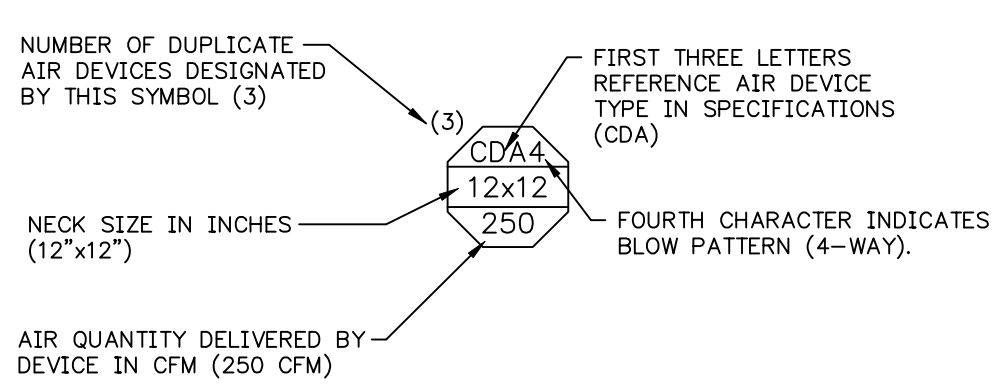 NUMBER OF DUPLICATE
AIR DEVICES DESIGNATED
BY THIS SYMBOL (3)
FIRST THREE LETTERS
REFERENCE AIR DEVICE
TYPE IN SPECIFICATIONS
(CDA)
(3)
CDA4
12x12
250
NECK SIZE IN INCHES
(12”x12”)
FOURTH CHARACTER INDICATES
BLOW PATTERN (4–WAY).
AIR QUANTITY DELIVERED BY
DEVICE IN CFM (250 CFM)